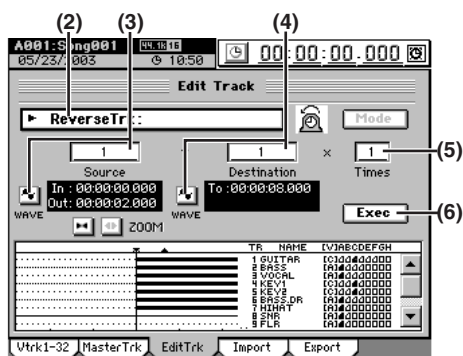 (2) (3) (4)
A001:Song001 44.1k 16
05/23/2003 10:50 00:00:00.000
Edit Track
ReverseTr
Mode
1 1 × 1 (5)
Source Destination Times
In : 00:00:00.000 To :00:00:08.000
Out: 00:00:02.000
WAVE WAVE
Exec (6)
ZOOM
TR NAME [V]ABCDEFGH
1 GUITAR
2 BASS
3 VOCAL
4 KEY1
5 KEY2
6 BASS.DR
7 HIHAT
8 SNR
9 FLR
Vtrk1-32 MasterTrk EditTrk Import Export